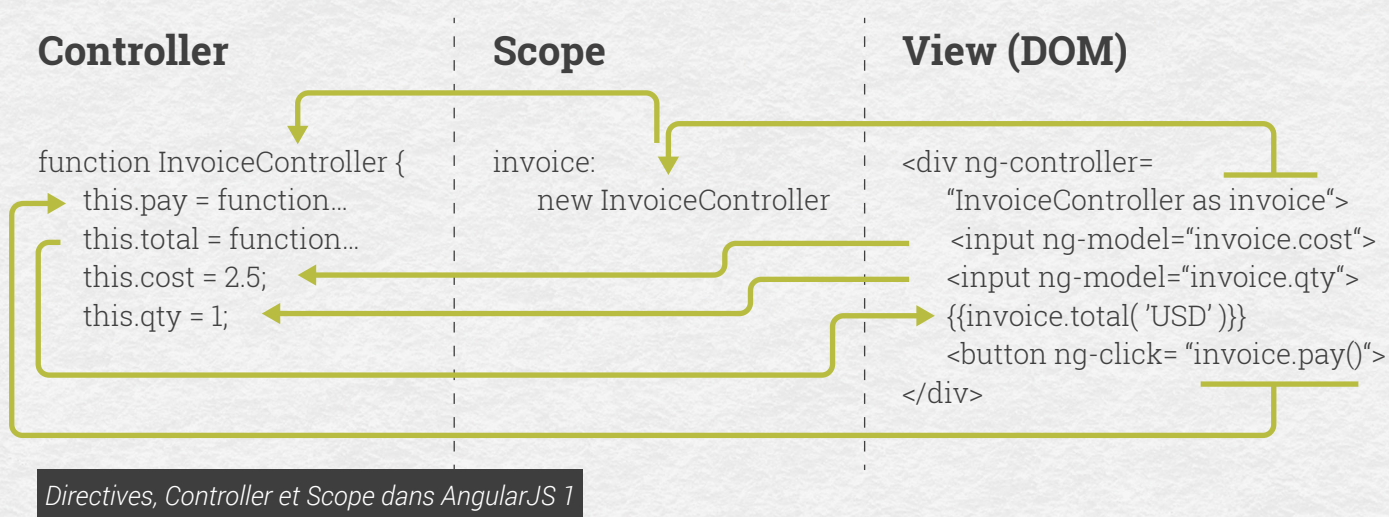 Controller
function InvoiceController {
this.pay = function…
this.total = function…
this.cost = 2.5;
this.qty = 1;
Scope
invoice:
new InvoiceController
View (DOM)
<div ng-controller=
“InvoiceController as invoice“>
<input ng-model=“invoice.cost“>
<input ng-model=“invoice.qty“>
{{invoice.total( ’USD’ )}}
<button ng-click= “invoice.pay()“>
</div>
Directives, Controller et Scope dans AngularJS 1